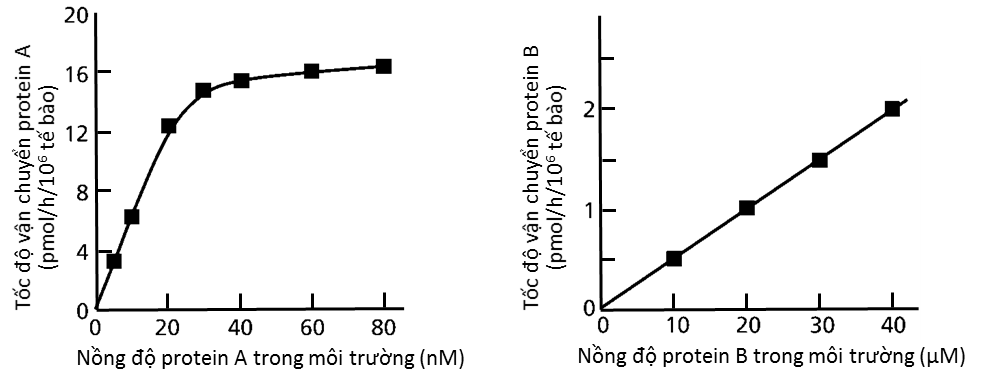 Tốc độ vận chuyển protein A
(pmol/h/10⁶ tế bào)
20
16
12
8
4
0
0 20 40 60 80
Nồng độ protein A trong môi trường (nM)
Tốc độ vận chuyển protein B
(pmol/h/10⁶ tế bào)
2
1
0
0 10 20 30 40
Nồng độ protein B trong môi trường (µM)